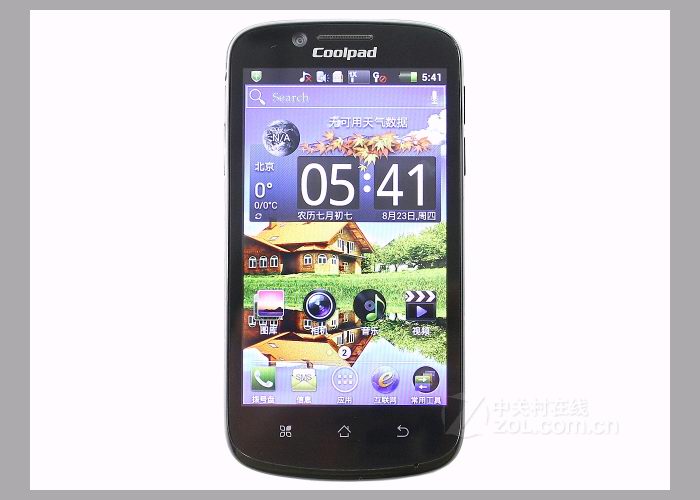 Coolpad
5:41
Search
无可用天气数据
N/A
北京
05:41
0°
0/0°C
农历七月初七
8月23日,周四
图库
相机
音乐
视频
2
SMS
拨号盘
信息
应用
互联网
常用工具
中关村在线
ZOL.COM.CN